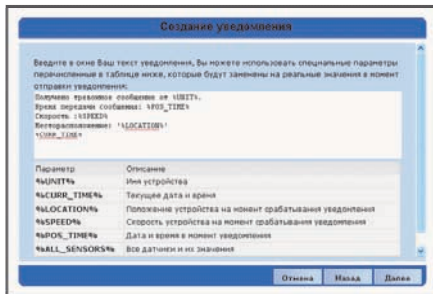 Создание уведомления
Введите в окне Ваш текст уведомления, Вы можете использовать специальные параметры
перечисленные в таблице ниже, которые будут заменены на реальные значения в момент
отправки уведомления:
Получено тревожное сообщение от %UNIT%.
Время передачи сообщения: %POS_TIME%
Скорость :%SPEED%
Месторасположение: '%LOCATION%'
%CURR_TIME%
Параметр Описание
%UNIT% Имя устройства
%CURR_TIME% Текущее дата и время
%LOCATION% Положение устройства на момент срабатывания уведомления
%SPEED% Скорость устройства на момент срабатывания уведомления
%POS_TIME% Дата и время в момент уведомления
%ALL_SENSORS% Все датчики и их значения
Отмена Назад Далее